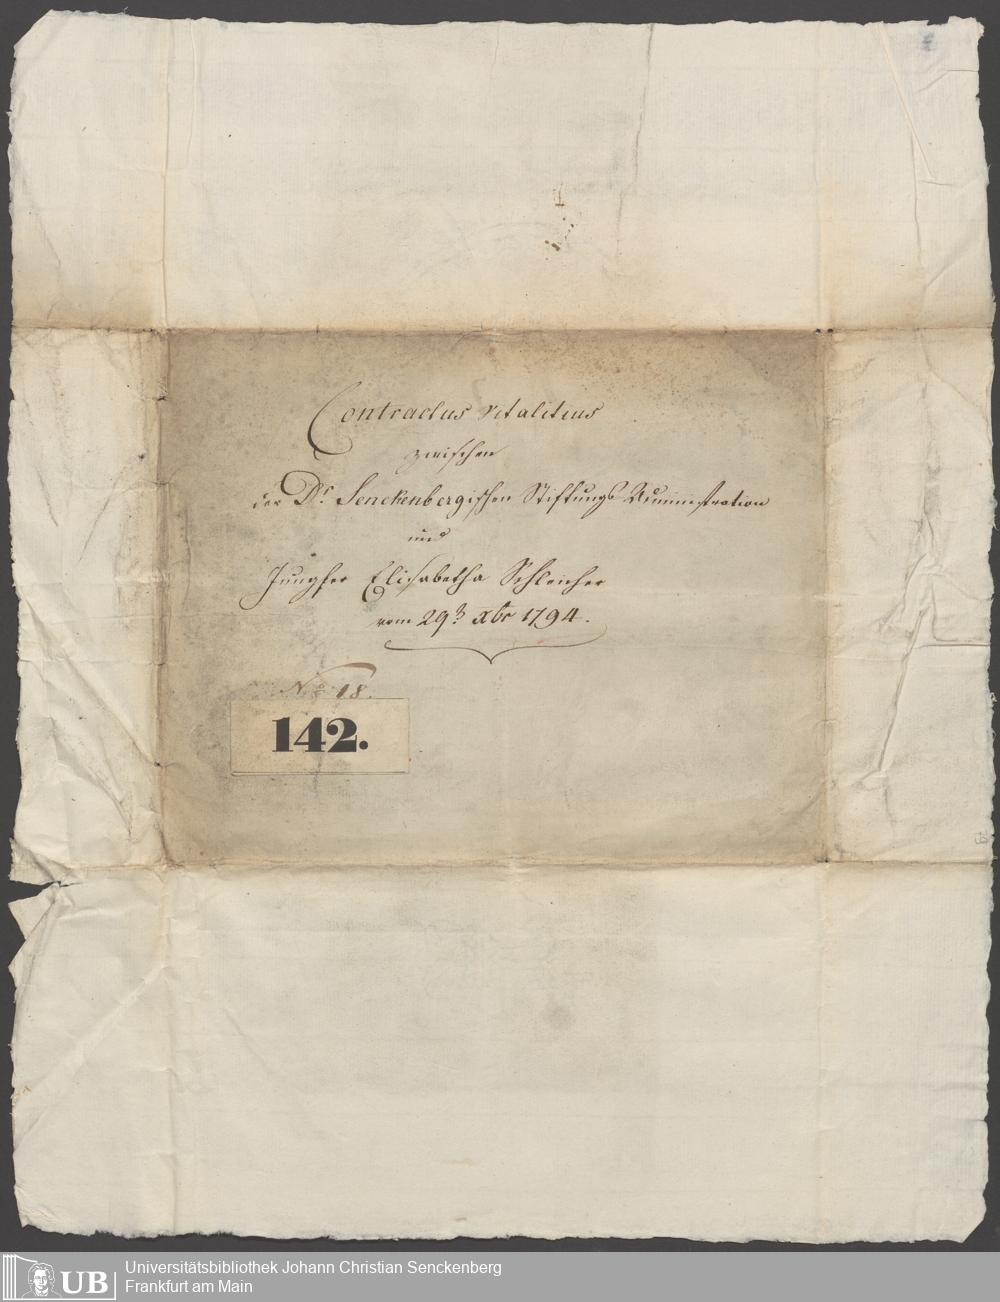 Contractus vitalitius
zwischen
der Dr. Senckenbergischen Stiftungs Administration
und
Jungfer Elisabetha Schleicher
vom 29ⁿ Xbr 1794.
No 18.
142.
UB
Universitätsbibliothek Johann Christian Senckenberg
Frankfurt am Main